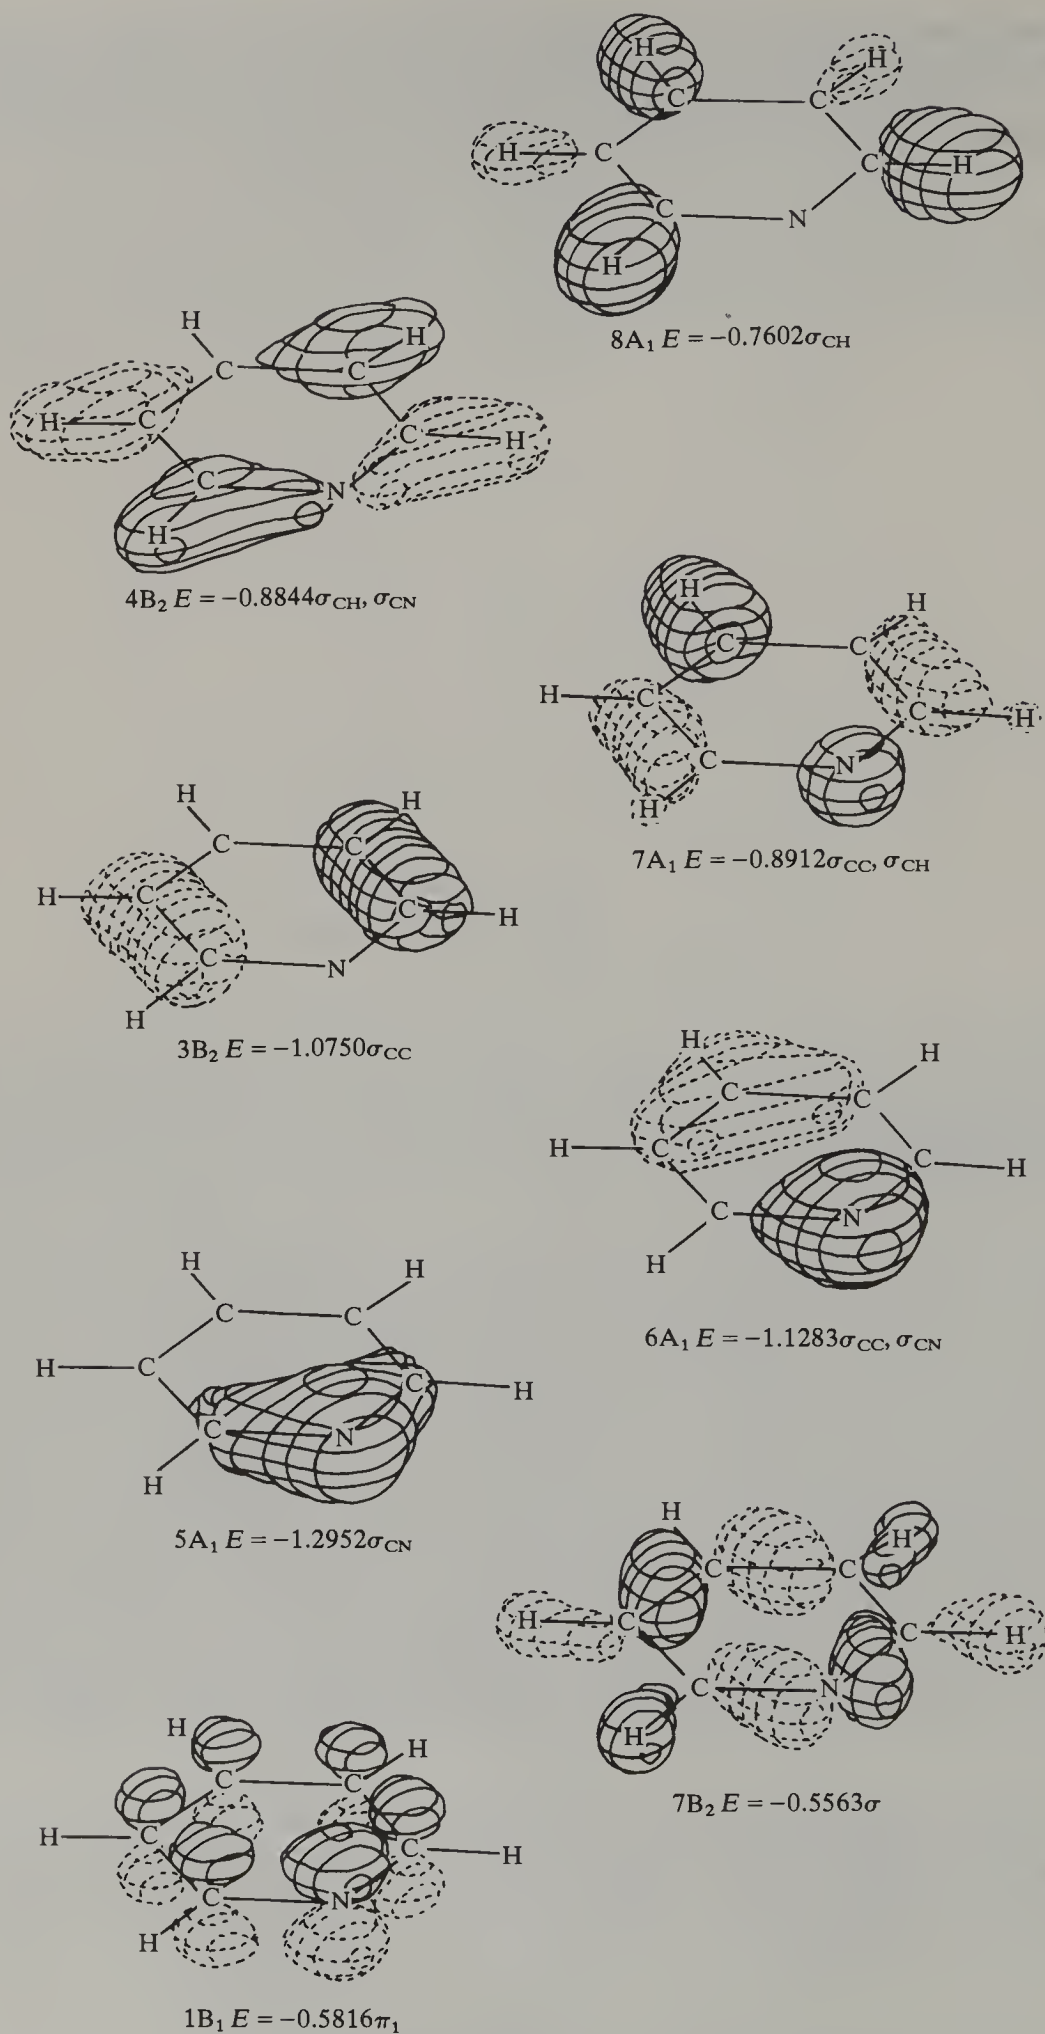 H H
C C
H C C H
C N
H
8A₁ E = −0.7602σ_CH
H H
C C
H C C H
C N
H
4B₂ E = −0.8844σ_CH, σ_CN
H H
C C
H C C H
C N
H
7A₁ E = −0.8912σ_CC, σ_CH
H H
C C
H C C H
C N
H
3B₂ E = −1.0750σ_CC
H H
C C
H C C H
C N
H
6A₁ E = −1.1283σ_CC, σ_CN
H H
C C
H C C H
C N
H
5A₁ E = −1.2952σ_CN
H H
C C
H C C H
C N
H
7B₂ E = −0.5563σ
H H
C C
H C C H
C N
H
1B₁ E = −0.5816π₁